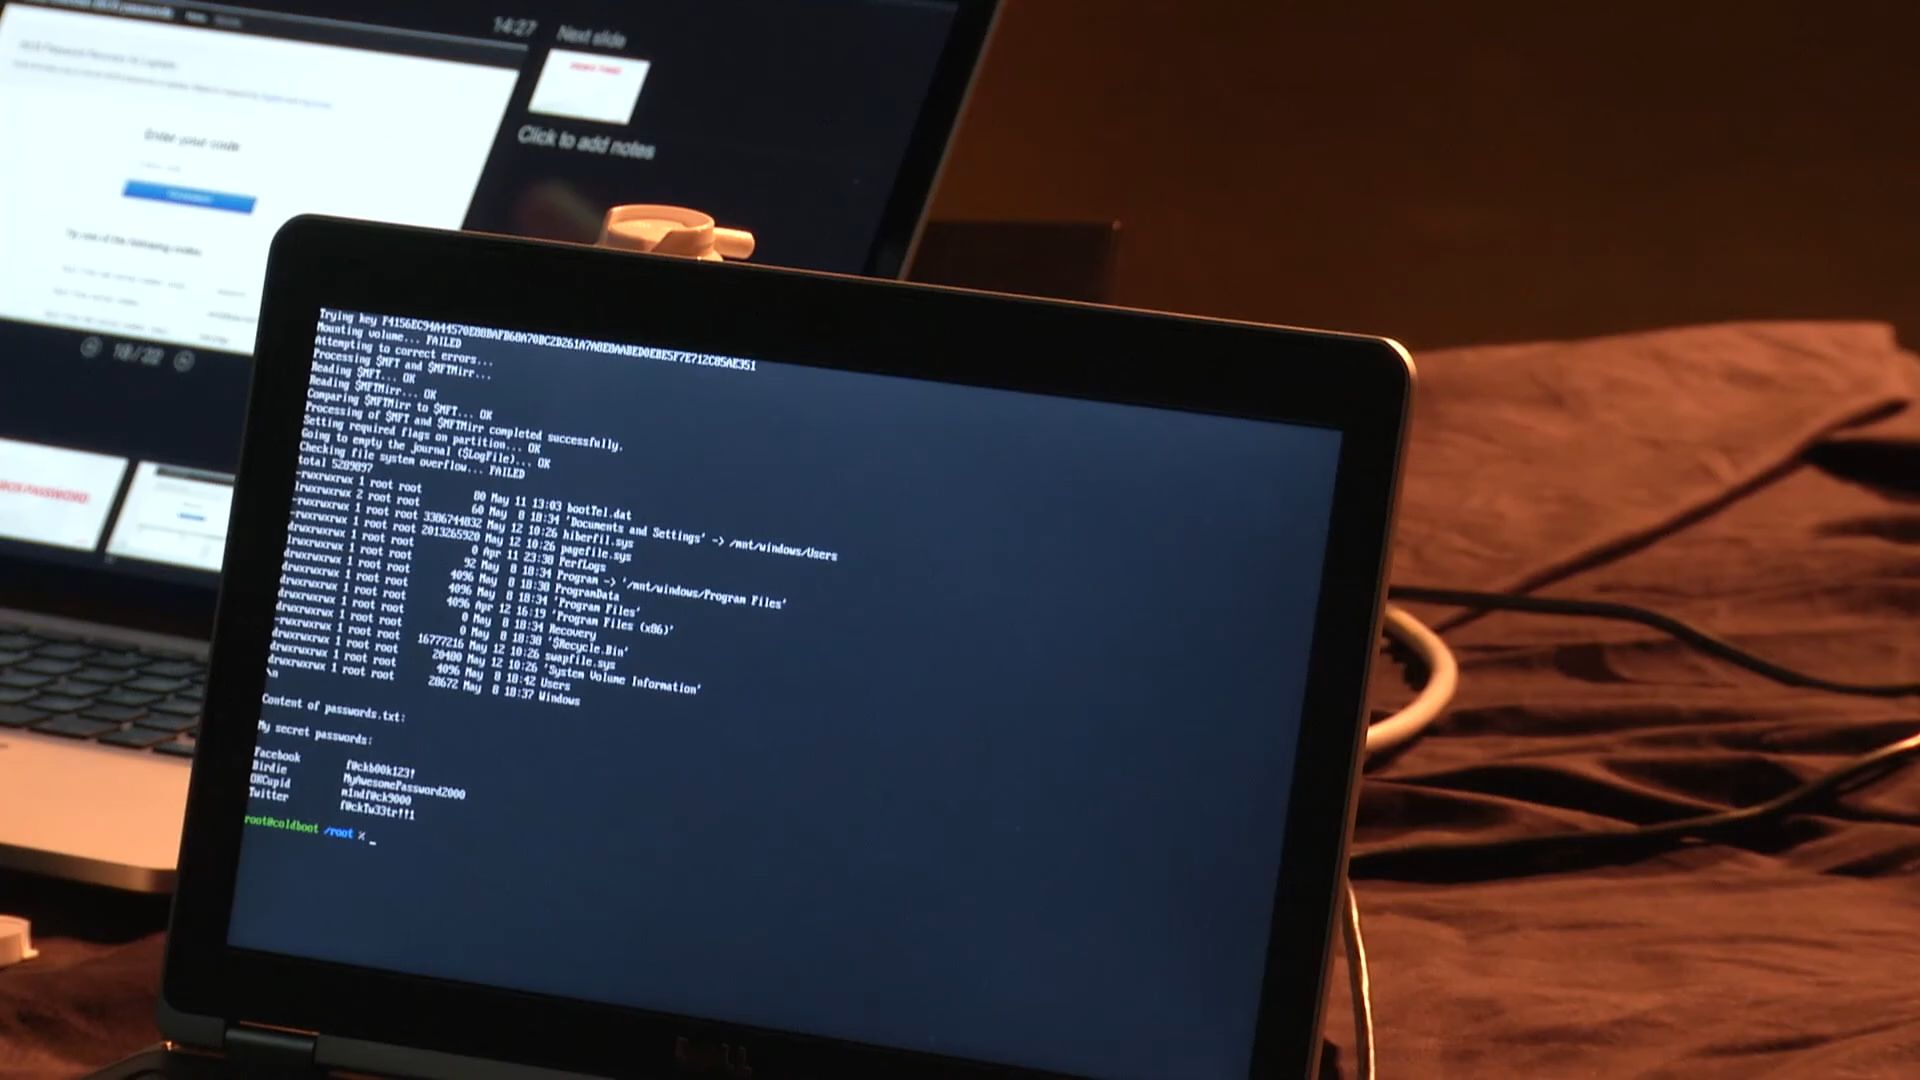 14:27
Next slide
Click to add notes
Enter your code
Try one of the following codes
18 / 22
PASSWORD
Trying key F4156EC94A44570E88BAFB60A70BC2D261A7A8E8AABED0EBE5F7E712C05AE351
Mounting volume... FAILED
Attempting to correct errors...
Processing $MFT and $MFTMirr...
Reading $MFT... OK
Reading $MFTMirr... OK
Comparing $MFTMirr to $MFT... OK
Processing of $MFT and $MFTMirr completed successfully.
Setting required flags on partition... OK
Going to empty the journal ($LogFile)... OK
Checking file system overflow... FAILED
total 5289897
-rwxrwxrwx 1 root root 80 May 11 13:03 bootTel.dat
lrwxrwxrwx 2 root root 60 May 8 18:34 'Documents and Settings' -> /mnt/windows/Users
-rwxrwxrwx 1 root root 3306744832 May 12 10:26 hiberfil.sys
-rwxrwxrwx 1 root root 2013265920 May 12 10:26 pagefile.sys
drwxrwxrwx 1 root root 0 Apr 11 23:38 PerfLogs
lrwxrwxrwx 1 root root 92 May 8 18:34 Program -> '/mnt/windows/Program Files'
drwxrwxrwx 1 root root 4096 May 8 18:38 ProgramData
drwxrwxrwx 1 root root 4096 May 8 18:34 'Program Files'
drwxrwxrwx 1 root root 4096 Apr 12 16:19 'Program Files (x86)'
drwxrwxrwx 1 root root 0 May 8 18:34 Recovery
drwxrwxrwx 1 root root 0 May 8 18:38 '$Recycle.Bin'
-rwxrwxrwx 1 root root 16777216 May 12 10:26 swapfile.sys
drwxrwxrwx 1 root root 20480 May 12 10:26 'System Volume Information'
drwxrwxrwx 1 root root 4096 May 8 18:42 Users
drwxrwxrwx 1 root root 28672 May 8 18:37 Windows
\n
Content of passwords.txt:
My secret passwords:
Facebook f@ckb00k123!
Birdie MyAwesomePassword2000
OKCupid m1ndf@ck9000
Twitter f@ckTw33tr!!1
root@coldboot /root % _
DELL